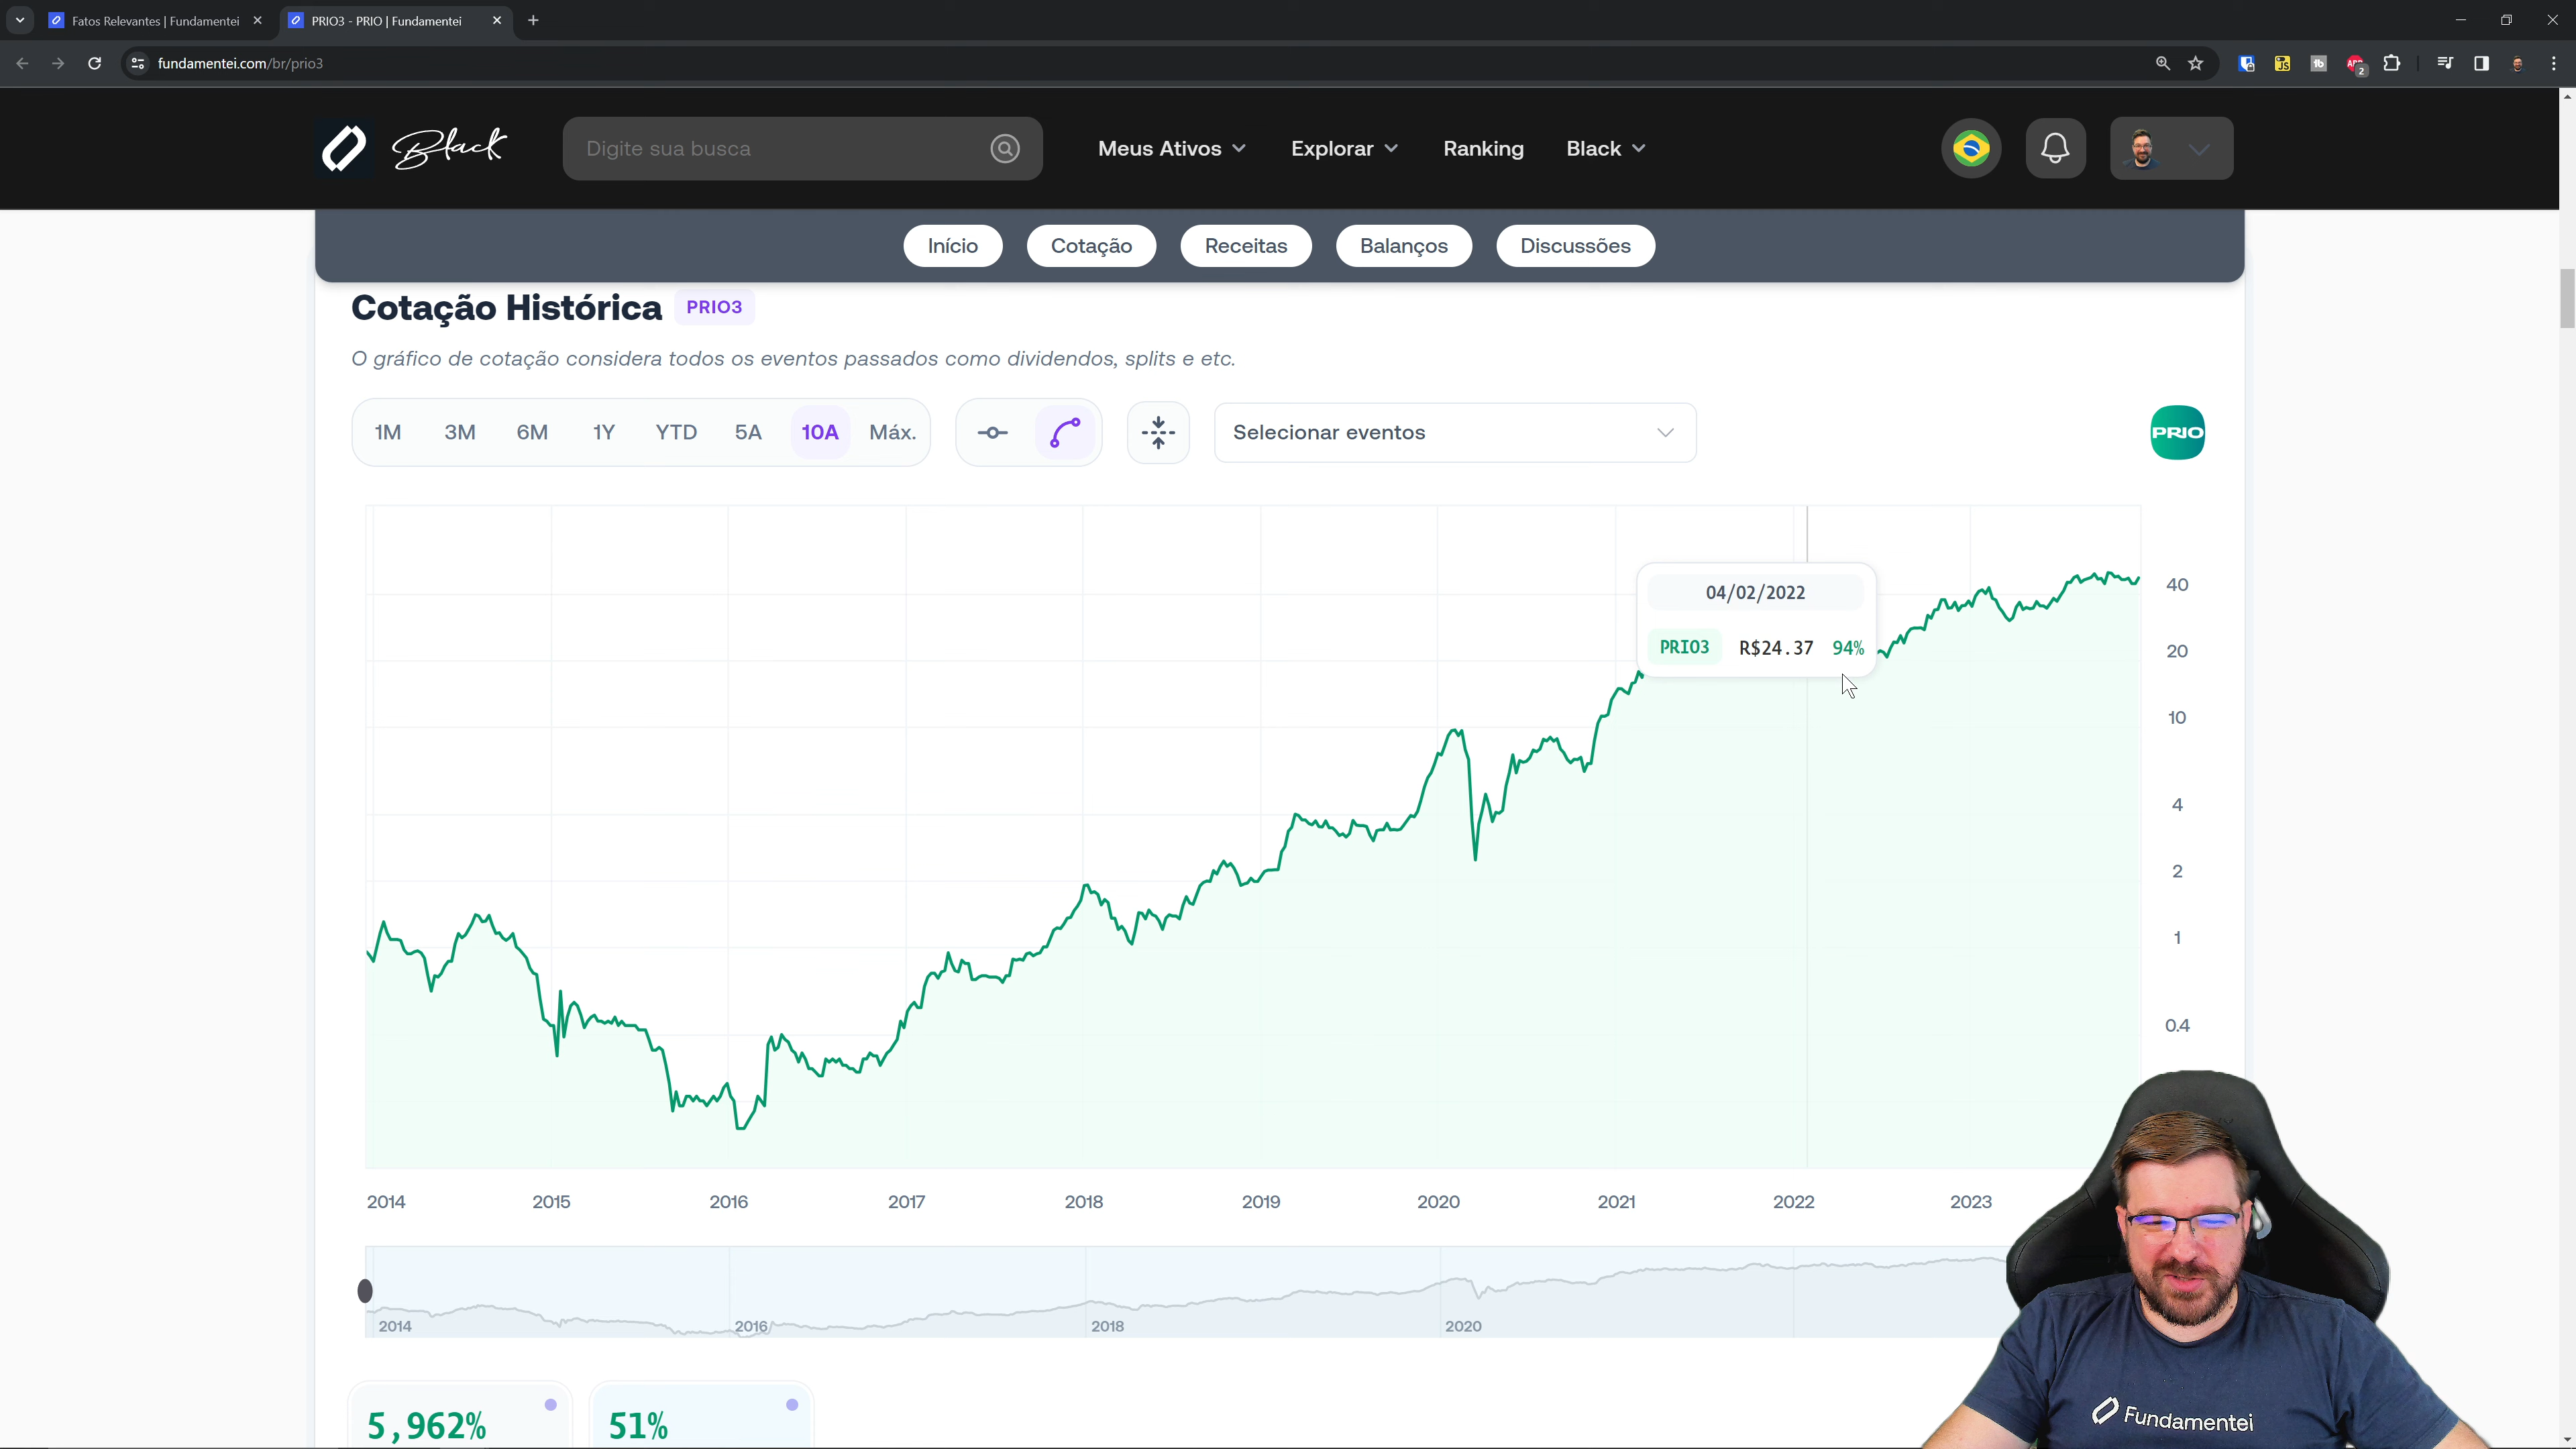 Fatos Relevantes | Fundamentei
PRIO3 - PRIO | Fundamentei
fundamentei.com/br/prio3
2
Black
Digite sua busca
Meus Ativos
Explorar
Ranking
Black
Início
Cotação
Receitas
Balanços
Discussões
Cotação Histórica PRIO3
O gráfico de cotação considera todos os eventos passados como dividendos, splits e etc.
1M 3M 6M 1Y YTD 5A 10A Máx.
Selecionar eventos
PRIO
04/02/2022
PRIO3 R$24.37 94%
40
20
10
4
2
1
0.4
2014 2015 2016 2017 2018 2019 2020 2021 2022 2023
2014 2016 2018 2020
5,962%
51%
Fundamentei